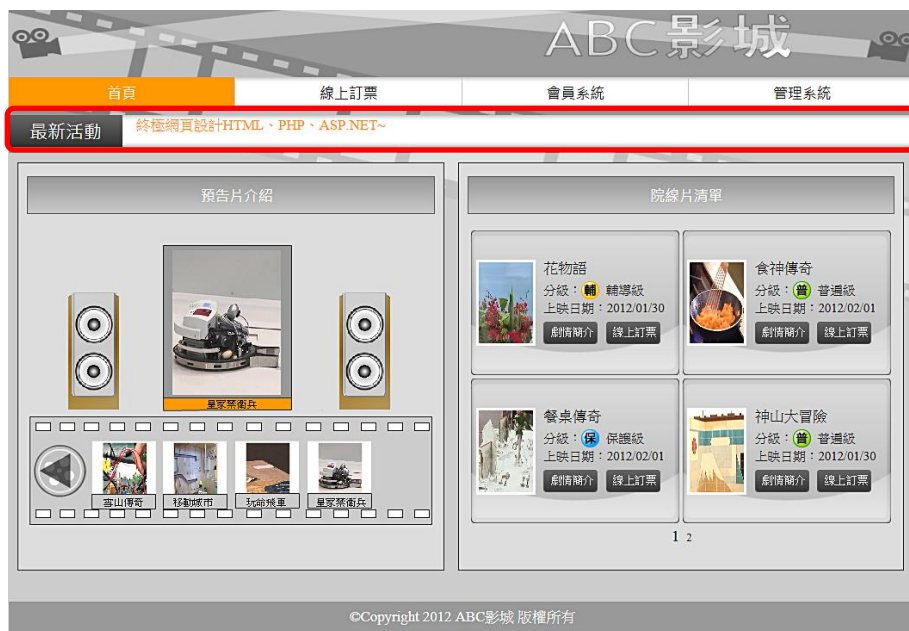 ABC影城
首頁
線上訂票
會員系統
管理系統
最新活動
終極網頁設計HTML、PHP、ASP.NET~
預告片介紹
皇家禁衛兵
雪山傳奇
移動城市
玩命飛車
皇家禁衛兵
院線片清單
花物語
分級：輔 輔導級
上映日期：2012/01/30
劇情簡介 線上訂票
食神傳奇
分級：普 普遍級
上映日期：2012/02/01
劇情簡介 線上訂票
餐桌傳奇
分級：保 保護級
上映日期：2012/02/01
劇情簡介 線上訂票
神山大冒險
分級：普 普遍級
上映日期：2012/01/30
劇情簡介 線上訂票
1 2
©Copyright 2012 ABC影城 版權所有